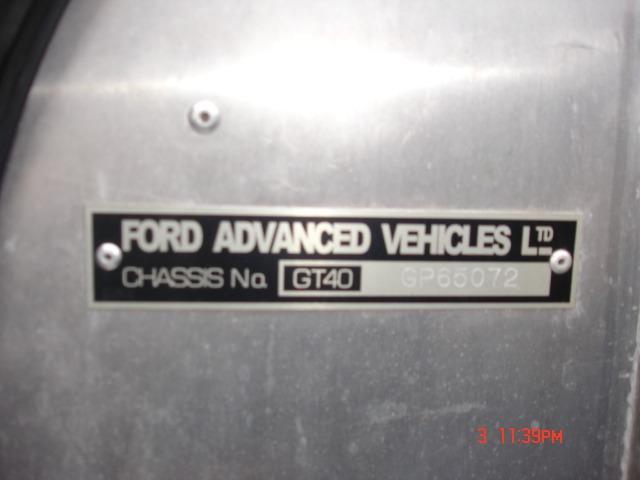 FORD ADVANCED VEHICLES LTD
CHASSIS No. GT40 GP65072
3 11:39PM